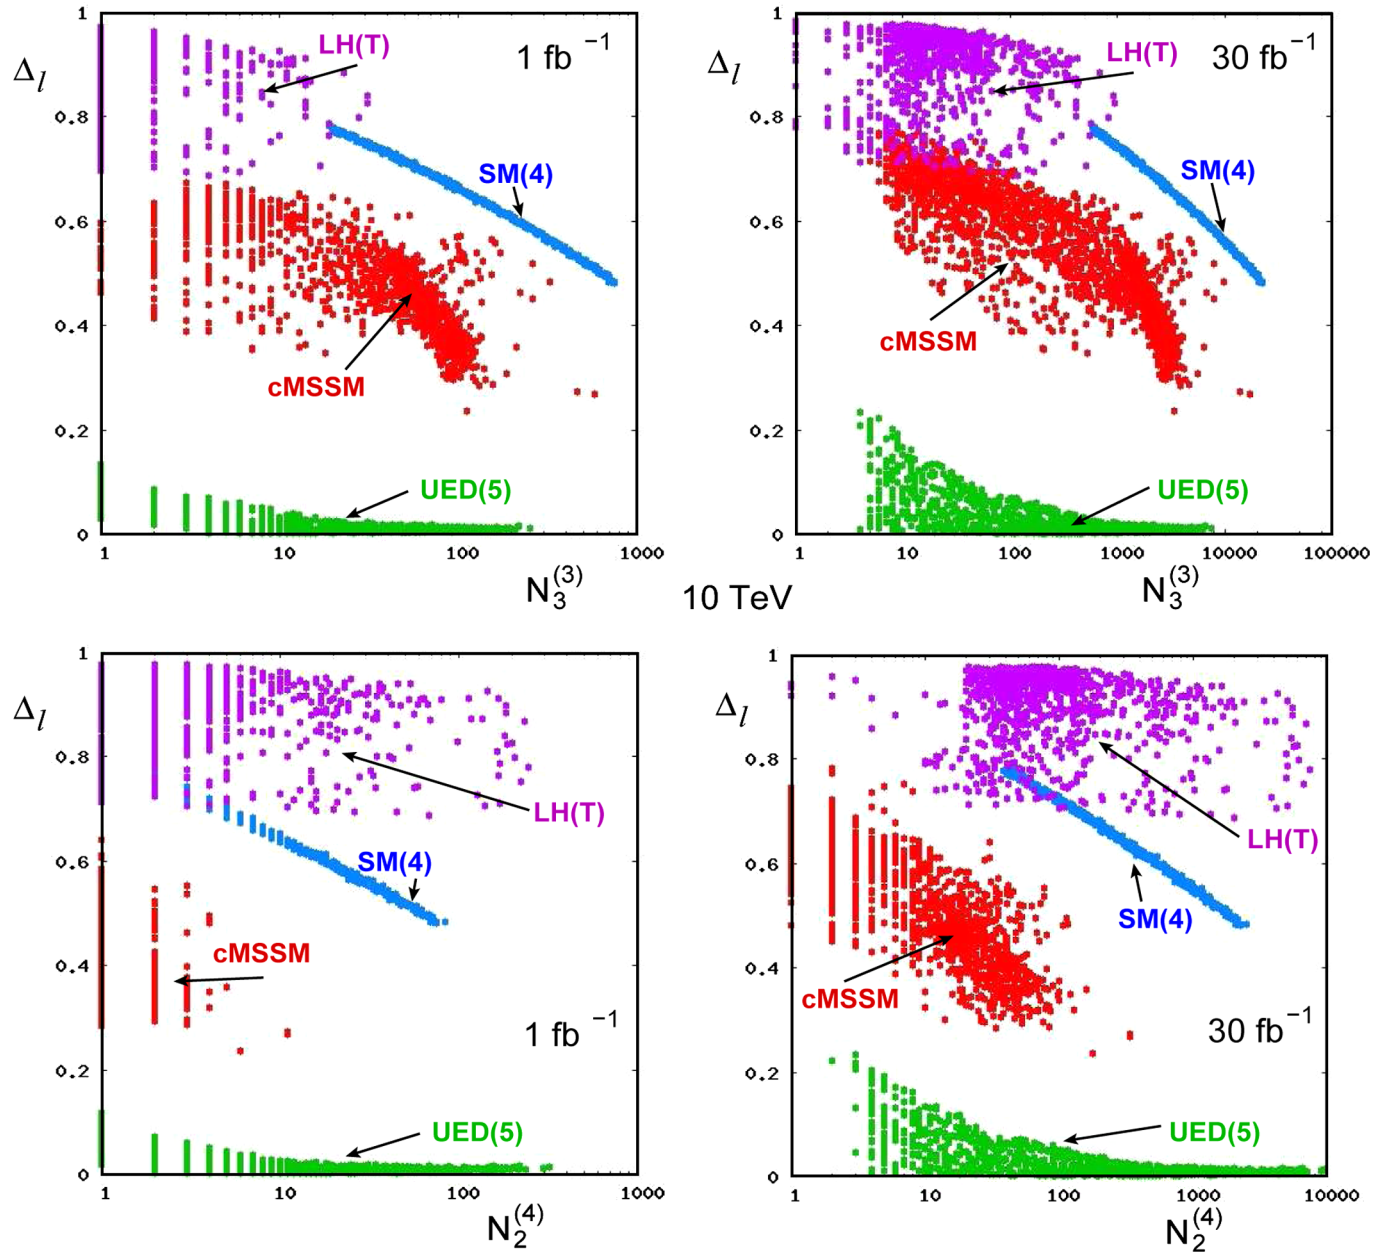 1
Δl
0.8
0.6
0.4
0.2
0
LH(T)
1 fb −1
SM(4)
cMSSM
UED(5)
1 10 100 1000
N3(3)
1
Δl
0.8
0.6
0.4
0.2
0
LH(T)
30 fb −1
SM(4)
cMSSM
UED(5)
1 10 100 1000 10000 100000
N3(3)
10 TeV
1
Δl
0.8
0.6
0.4
0.2
0
LH(T)
SM(4)
cMSSM
1 fb −1
UED(5)
1 10 100 1000
N2(4)
1
Δl
0.8
0.6
0.4
0.2
0
LH(T)
SM(4)
cMSSM
30 fb −1
UED(5)
1 10 100 1000 10000
N2(4)